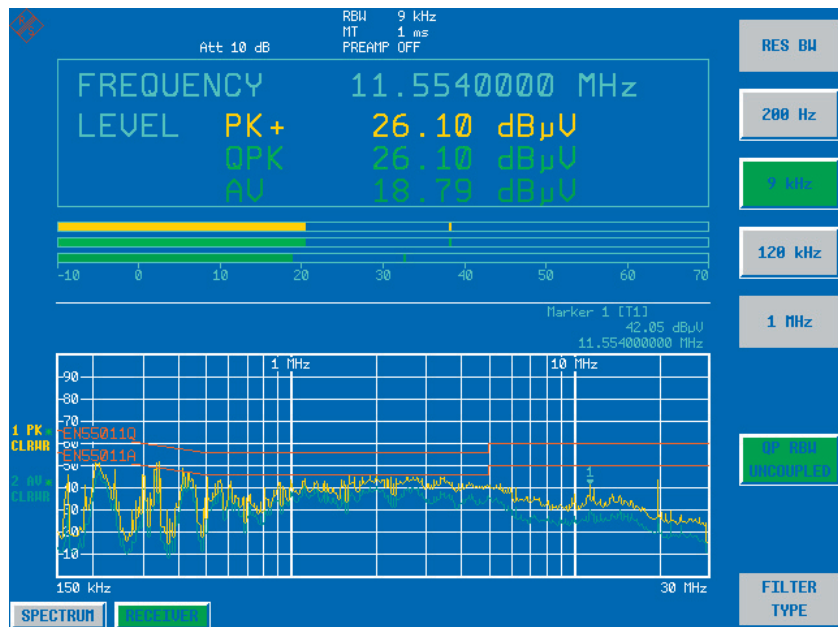 RBW 9 kHz
MT 1 ms
Att 10 dB PREAMP OFF
FREQUENCY 11.5540000 MHz
LEVEL PK+ 26.10 dBµV
QPK 26.10 dBµV
AV 18.79 dBµV
-10 0 10 20 30 40 50 60 70
Marker 1 [T1]
42.05 dBµV
11.554000000 MHz
1 MHz 10 MHz
90
80
70
1 PK*
CLRWR
EN55011Q
60
EN55011A
50
1
2 AV*
CLRWR
40
30
20
10
150 kHz 30 MHz
SPECTRUM RECEIVER
RES BW
200 Hz
9 kHz
120 kHz
1 MHz
QP RBW
UNCOUPLED
FILTER
TYPE